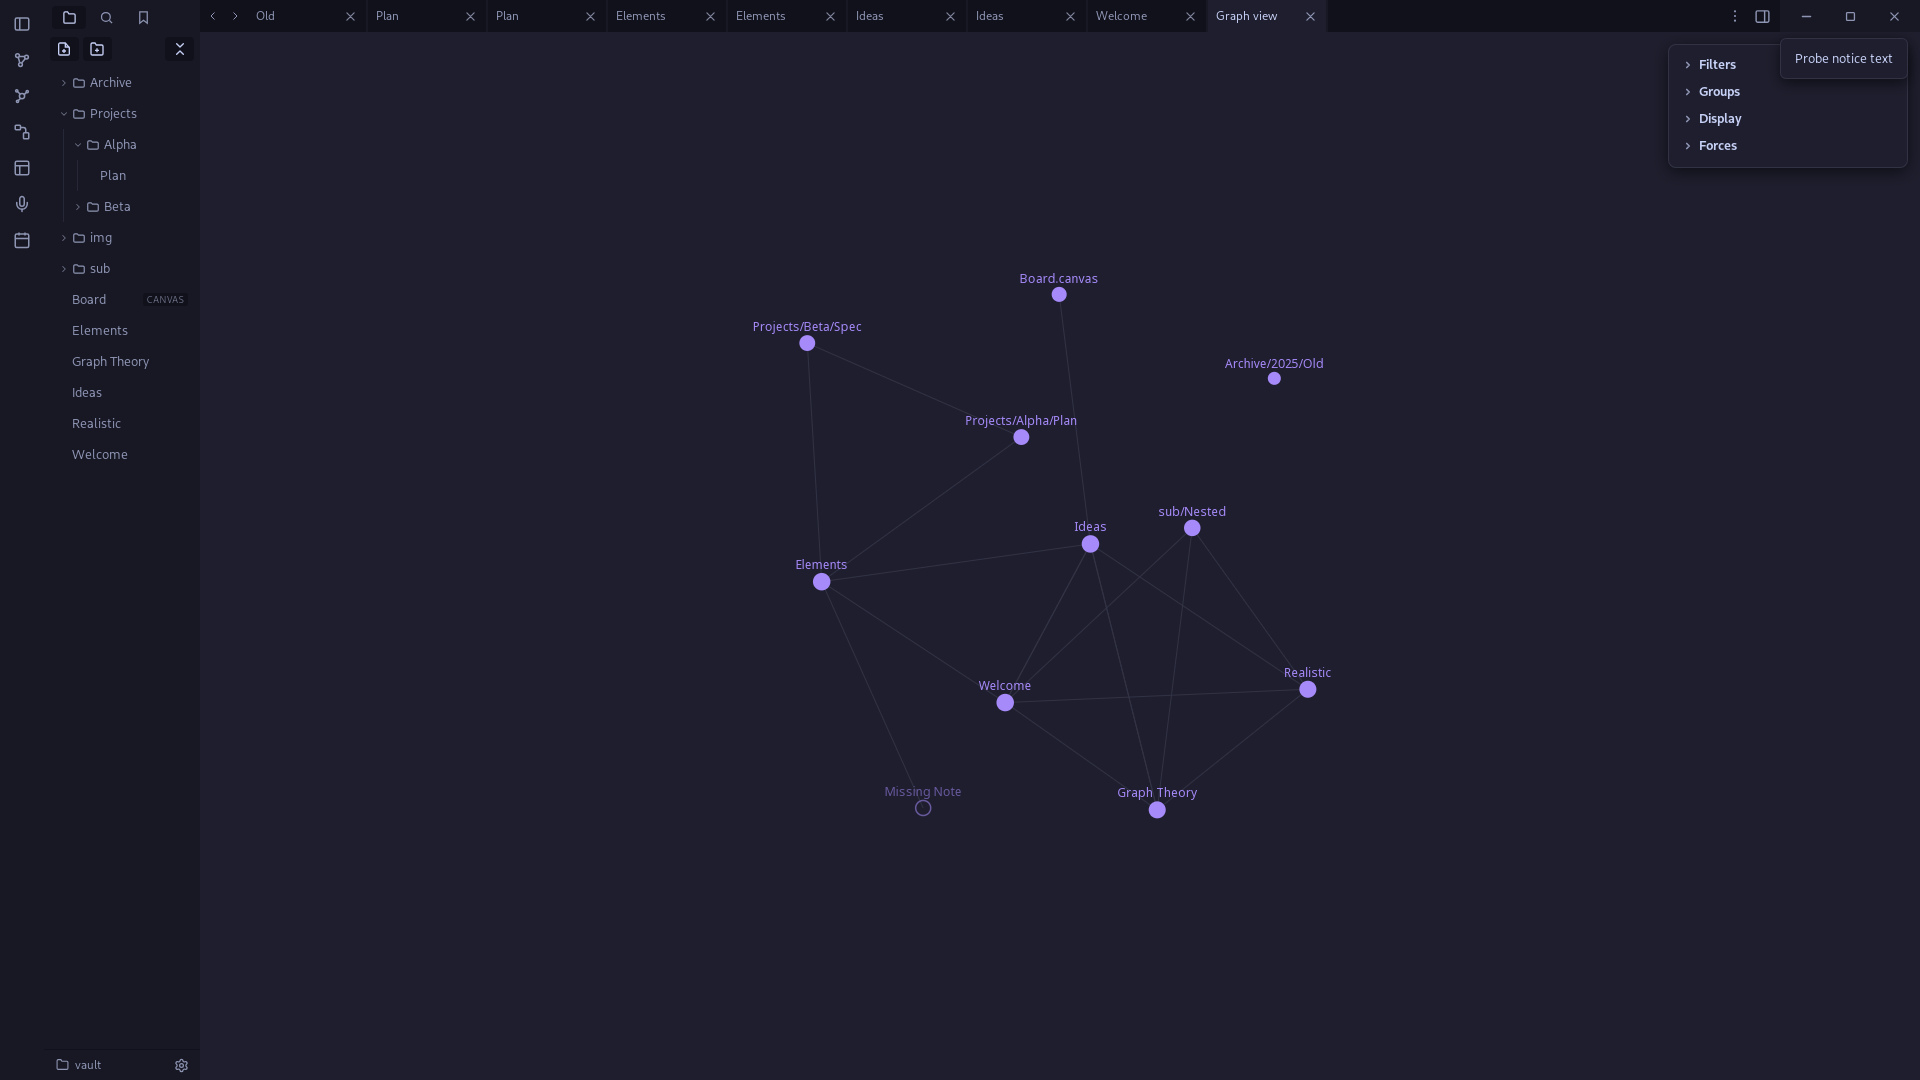 Old
Plan
Plan
Elements
Elements
Ideas
Ideas
Welcome
Graph view
Probe notice text
Filters
Groups
Display
Forces
Archive
Projects
Alpha
Plan
Beta
img
sub
Board CANVAS
Elements
Graph Theory
Ideas
Realistic
Welcome
vault
Board.canvas
Projects/Beta/Spec
Archive/2025/Old
Projects/Alpha/Plan
sub/Nested
Ideas
Elements
Realistic
Welcome
Missing Note
Graph Theory